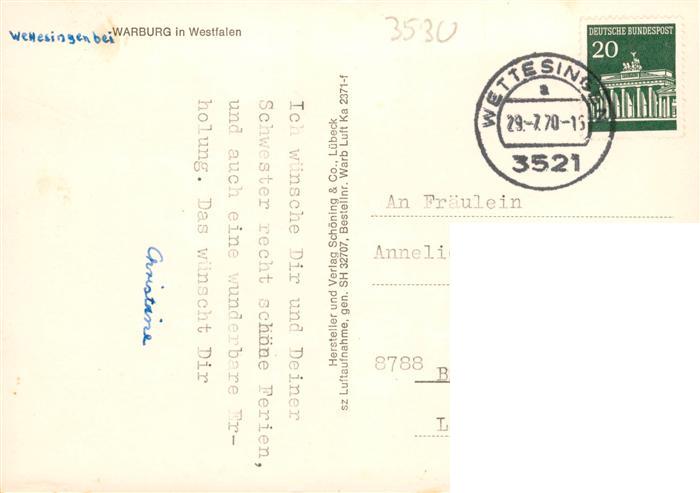 Wettesingen bei WARBURG in Westfalen
3530
DEUTSCHE BUNDESPOST
20
WETTESINGEN
a
29.-7.70-15
3521
Ich wünsche Dir und Deiner
Schwester recht schöne Ferien,
und auch eine wunderbare Er-
holung. Das wünscht Dir
Christine
Hersteller und Verlag Schöning & Co., Lübeck
sz Luftaufnahme, gen. SH 32707, Bestellnr. Warb Luft Ka 2371-f
An Fräulein
Anneli
8788 B
L